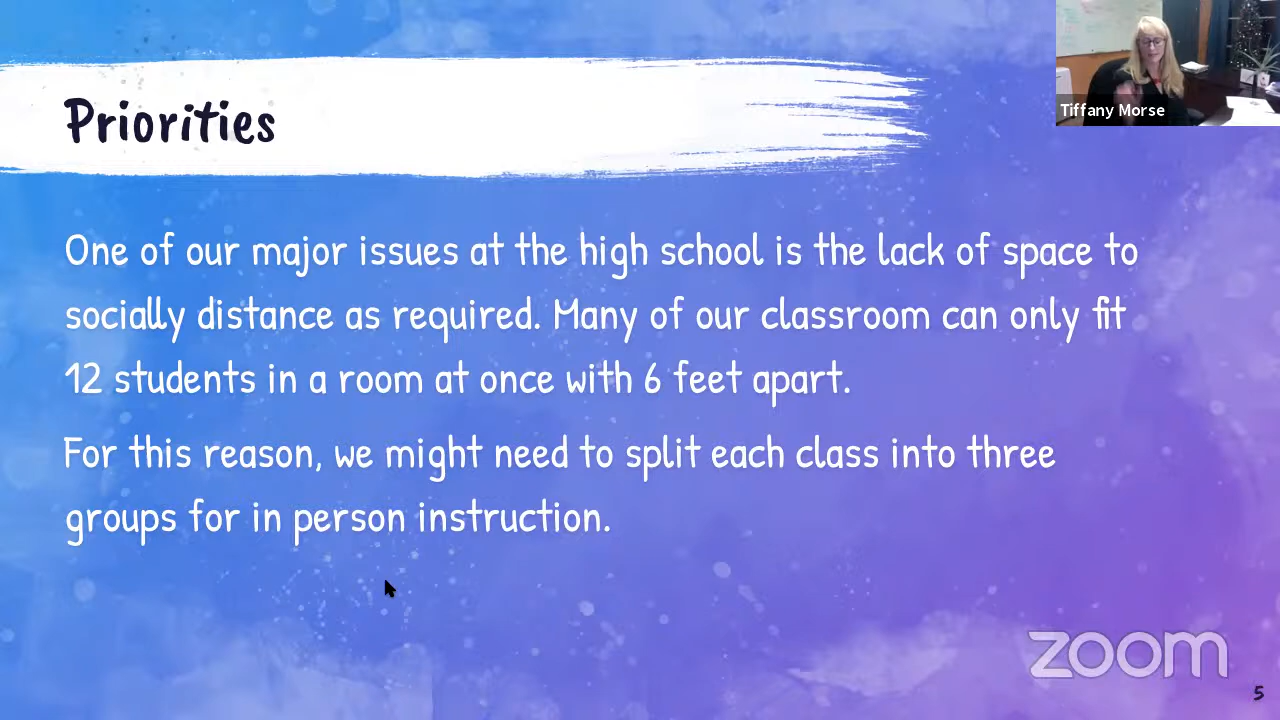 Priorities
Tiffany Morse
One of our major issues at the high school is the lack of space to
socially distance as required. Many of our classroom can only fit
12 students in a room at once with 6 feet apart.
For this reason, we might need to split each class into three
groups for in person instruction.
zoom
5